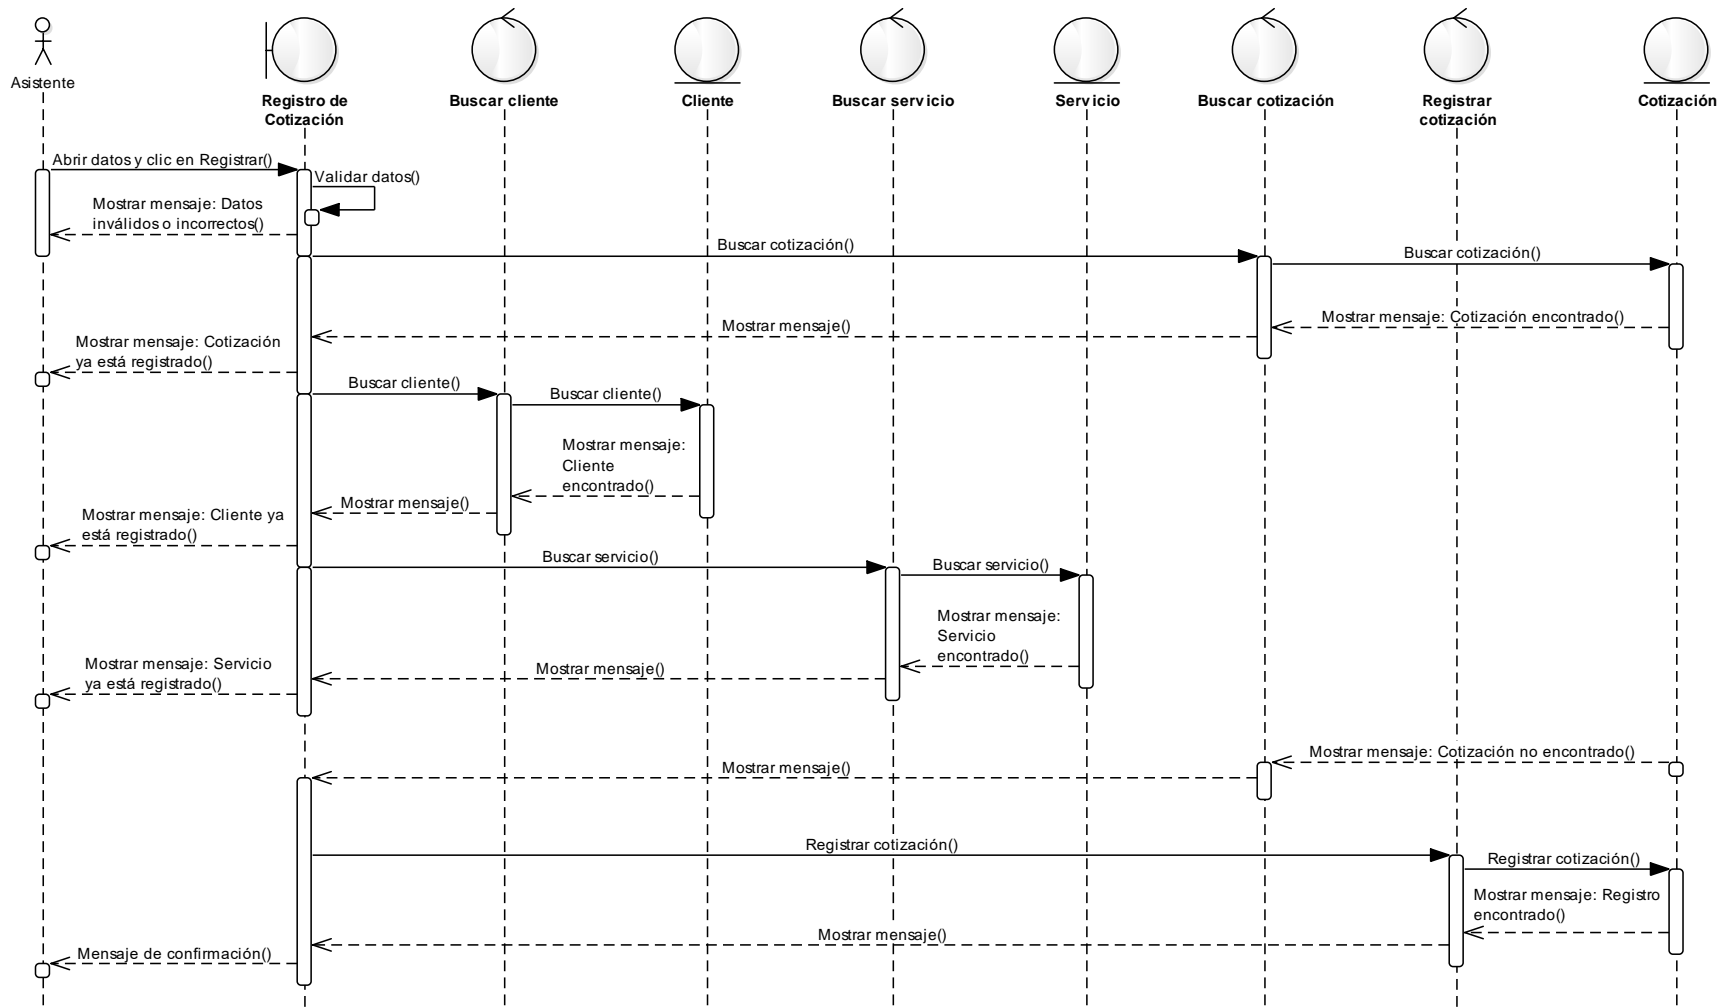 Asistente
Registro de
Cotización
Buscar cliente
Cliente
Buscar servicio
Servicio
Buscar cotización
Registrar
cotización
Cotización
Abrir datos y clic en Registrar()
Validar datos()
Mostrar mensaje: Datos
inválidos o incorrectos()
Buscar cotización()
Buscar cotización()
Mostrar mensaje: Cotización encontrado()
Mostrar mensaje()
Mostrar mensaje: Cotización
ya está registrado()
Buscar cliente()
Buscar cliente()
Mostrar mensaje:
Cliente
encontrado()
Mostrar mensaje()
Mostrar mensaje: Cliente ya
está registrado()
Buscar servicio()
Buscar servicio()
Mostrar mensaje:
Servicio
encontrado()
Mostrar mensaje()
Mostrar mensaje: Servicio
ya está registrado()
Mostrar mensaje: Cotización no encontrado()
Mostrar mensaje()
Registrar cotización()
Registrar cotización()
Mostrar mensaje: Registro
encontrado()
Mostrar mensaje()
Mensaje de confirmación()